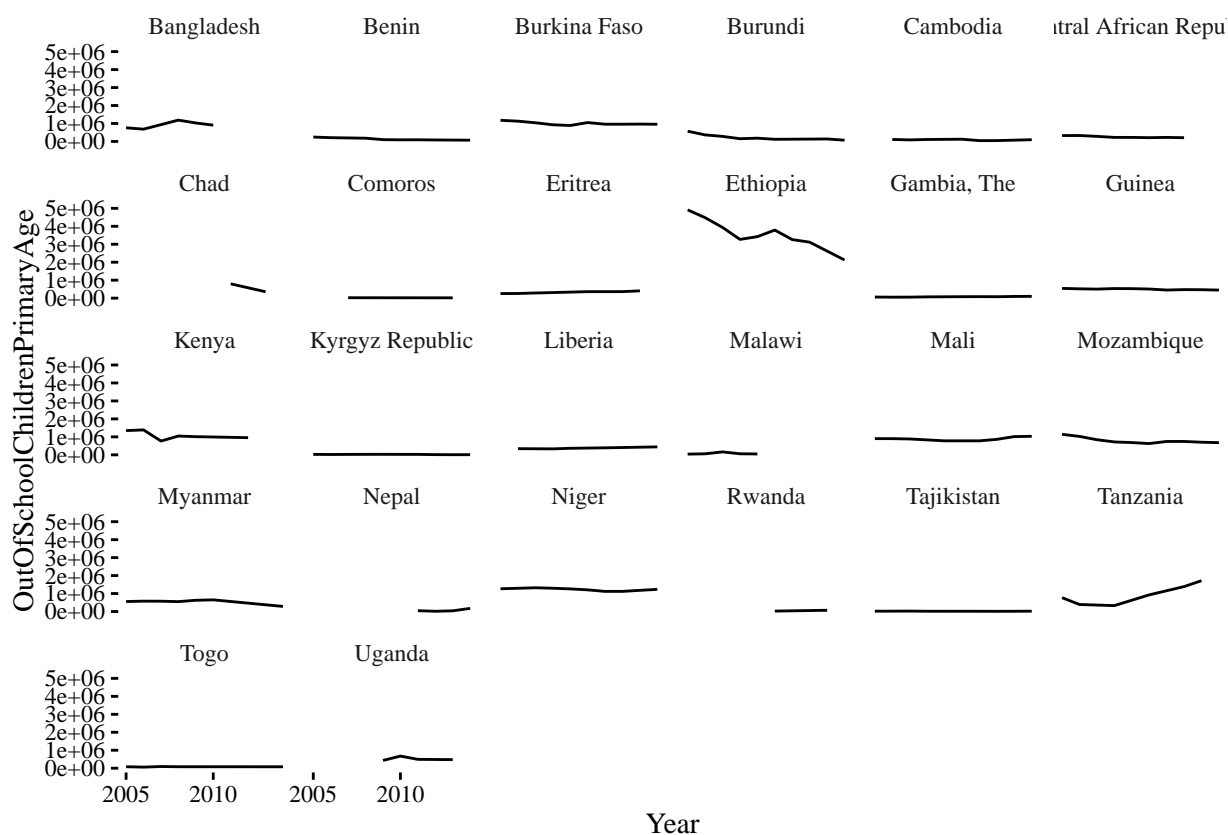 Bangladesh Benin Burkina Faso Burundi Cambodia ntral African Repu
5e+06
4e+06
3e+06
2e+06
1e+06
0e+00
Chad Comoros Eritrea Ethiopia Gambia, The Guinea
5e+06
4e+06
3e+06
2e+06
1e+06
0e+00
Kenya Kyrgyz Republic Liberia Malawi Mali Mozambique
5e+06
4e+06
3e+06
2e+06
1e+06
0e+00
Myanmar Nepal Niger Rwanda Tajikistan Tanzania
5e+06
4e+06
3e+06
2e+06
1e+06
0e+00
Togo Uganda
5e+06
4e+06
3e+06
2e+06
1e+06
0e+00
2005 2010 2005 2010
Year
OutOfSchoolChildrenPrimaryAge